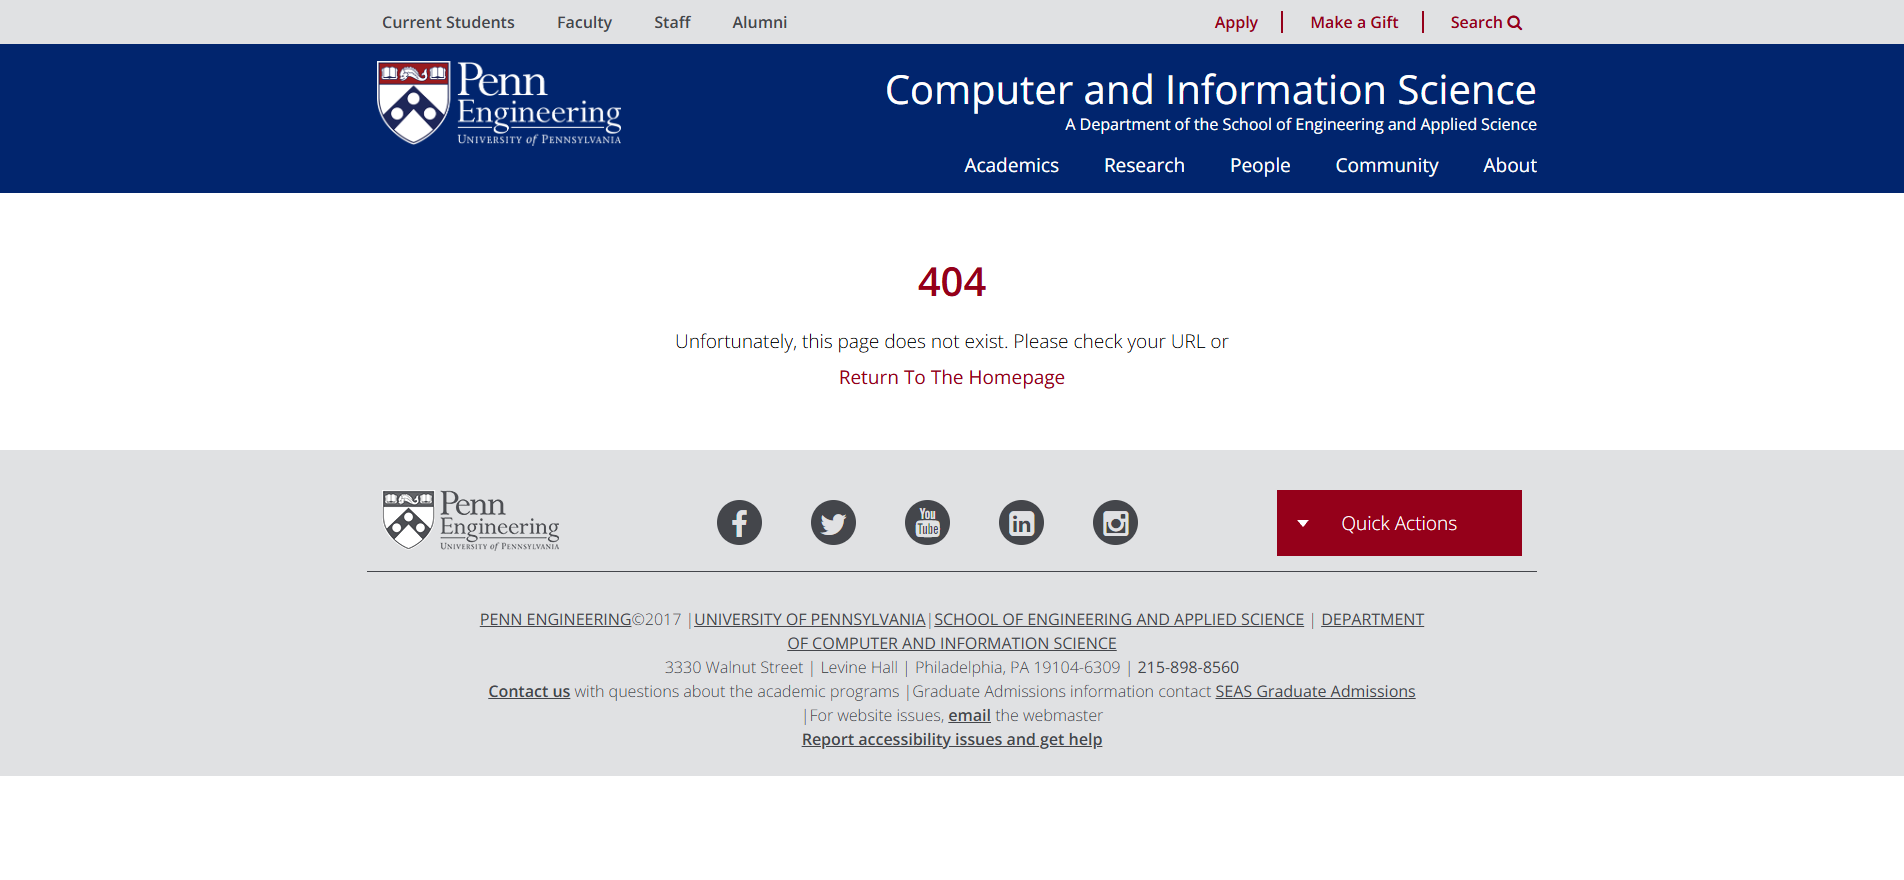 Current Students Faculty Staff Alumni Apply Make a Gift Search
Penn
Engineering
UNIVERSITY of PENNSYLVANIA
Computer and Information Science
A Department of the School of Engineering and Applied Science
Academics Research People Community About
404
Unfortunately, this page does not exist. Please check your URL or
Return To The Homepage
Penn
Engineering
UNIVERSITY of PENNSYLVANIA
You
Tube
in
Quick Actions
PENN ENGINEERING©2017 |UNIVERSITY OF PENNSYLVANIA|SCHOOL OF ENGINEERING AND APPLIED SCIENCE | DEPARTMENT
OF COMPUTER AND INFORMATION SCIENCE
3330 Walnut Street | Levine Hall | Philadelphia, PA 19104-6309 | 215-898-8560
Contact us with questions about the academic programs |Graduate Admissions information contact SEAS Graduate Admissions
|For website issues, email the webmaster
Report accessibility issues and get help